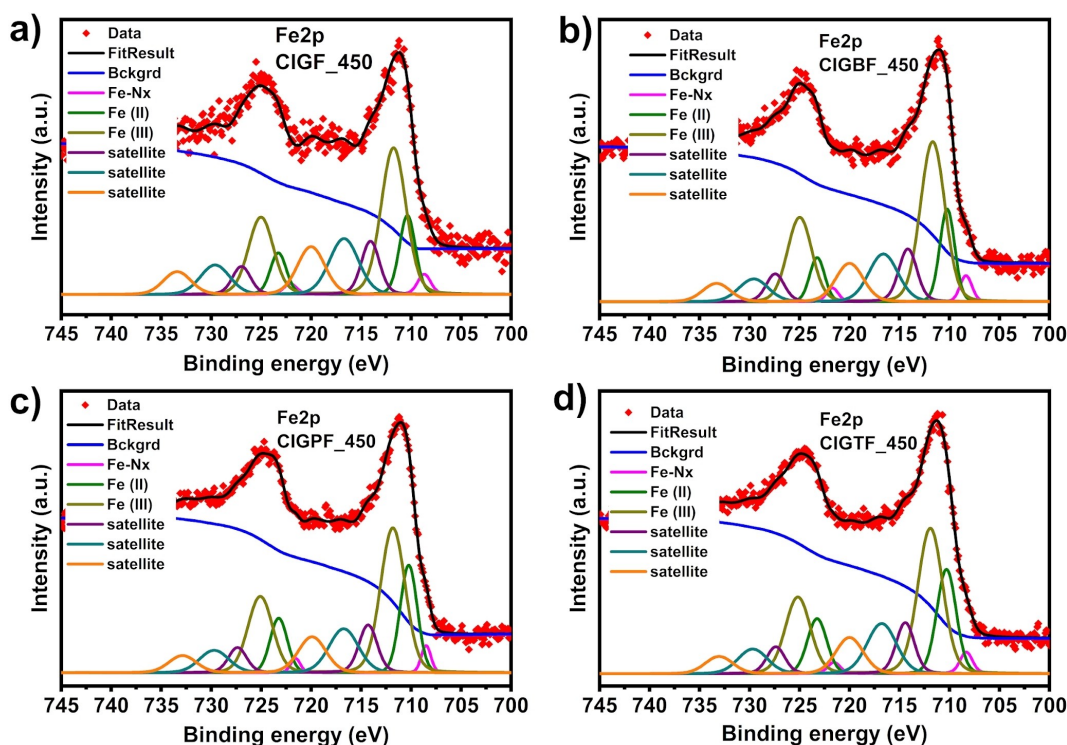 a)
Data
FitResult
Bckgrd
Fe-Nx
Fe (II)
Fe (III)
satellite
satellite
satellite
Fe2p
CIGF_450
Intensity (a.u.)
745 740 735 730 725 720 715 710 705 700
Binding energy (eV)
b)
Data
FitResult
Bckgrd
Fe-Nx
Fe (II)
Fe (III)
satellite
satellite
satellite
Fe2p
CIGBF_450
Intensity (a.u.)
745 740 735 730 725 720 715 710 705 700
Binding energy (eV)
c)
Data
FitResult
Bckgrd
Fe-Nx
Fe (II)
Fe (III)
satellite
satellite
satellite
Fe2p
CIGPF_450
Intensity (a.u.)
745 740 735 730 725 720 715 710 705 700
Binding energy (eV)
d)
Data
FitResult
Bckgrd
Fe-Nx
Fe (II)
Fe (III)
satellite
satellite
satellite
Fe2p
CIGTF_450
Intensity (a.u.)
745 740 735 730 725 720 715 710 705 700
Binding energy (eV)